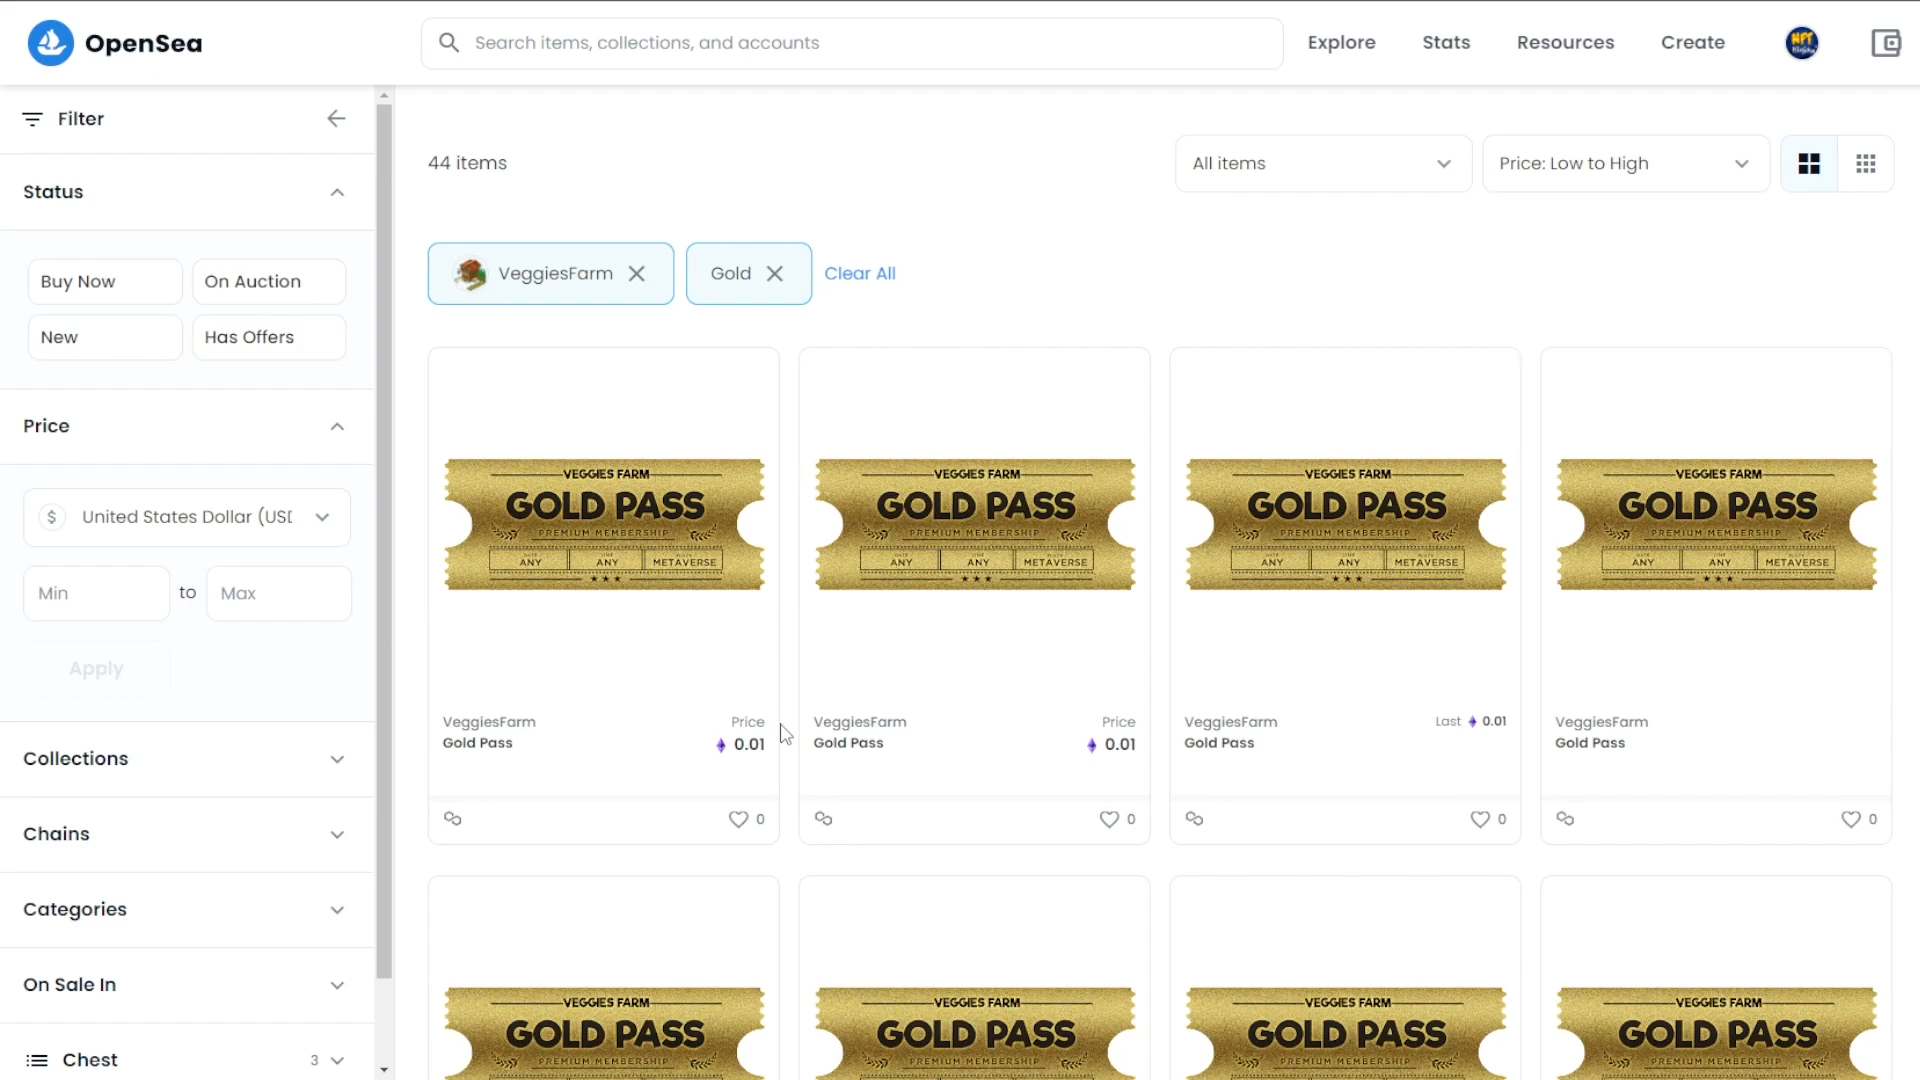 OpenSea
Search items, collections, and accounts
Explore
Stats
Resources
Create
Filter
Status
Buy Now
On Auction
New
Has Offers
Price
$ United States Dollar (USD
Min to Max
Apply
Collections
Chains
Categories
On Sale In
Chest 3
44 items
All items
Price: Low to High
VeggiesFarm
Gold
Clear All
VEGGIES FARM
GOLD PASS
PREMIUM MEMBERSHIP
ANY ANY METAVERSE
VeggiesFarm Price
Gold Pass 0.01
0
VEGGIES FARM
GOLD PASS
PREMIUM MEMBERSHIP
ANY ANY METAVERSE
VeggiesFarm Price
Gold Pass 0.01
0
VEGGIES FARM
GOLD PASS
PREMIUM MEMBERSHIP
ANY ANY METAVERSE
VeggiesFarm Last 0.01
Gold Pass
0
VEGGIES FARM
GOLD PASS
PREMIUM MEMBERSHIP
ANY ANY METAVERSE
VeggiesFarm
Gold Pass
0
VEGGIES FARM
GOLD PASS
PREMIUM MEMBERSHIP
VEGGIES FARM
GOLD PASS
PREMIUM MEMBERSHIP
VEGGIES FARM
GOLD PASS
PREMIUM MEMBERSHIP
VEGGIES FARM
GOLD PASS
PREMIUM MEMBERSHIP